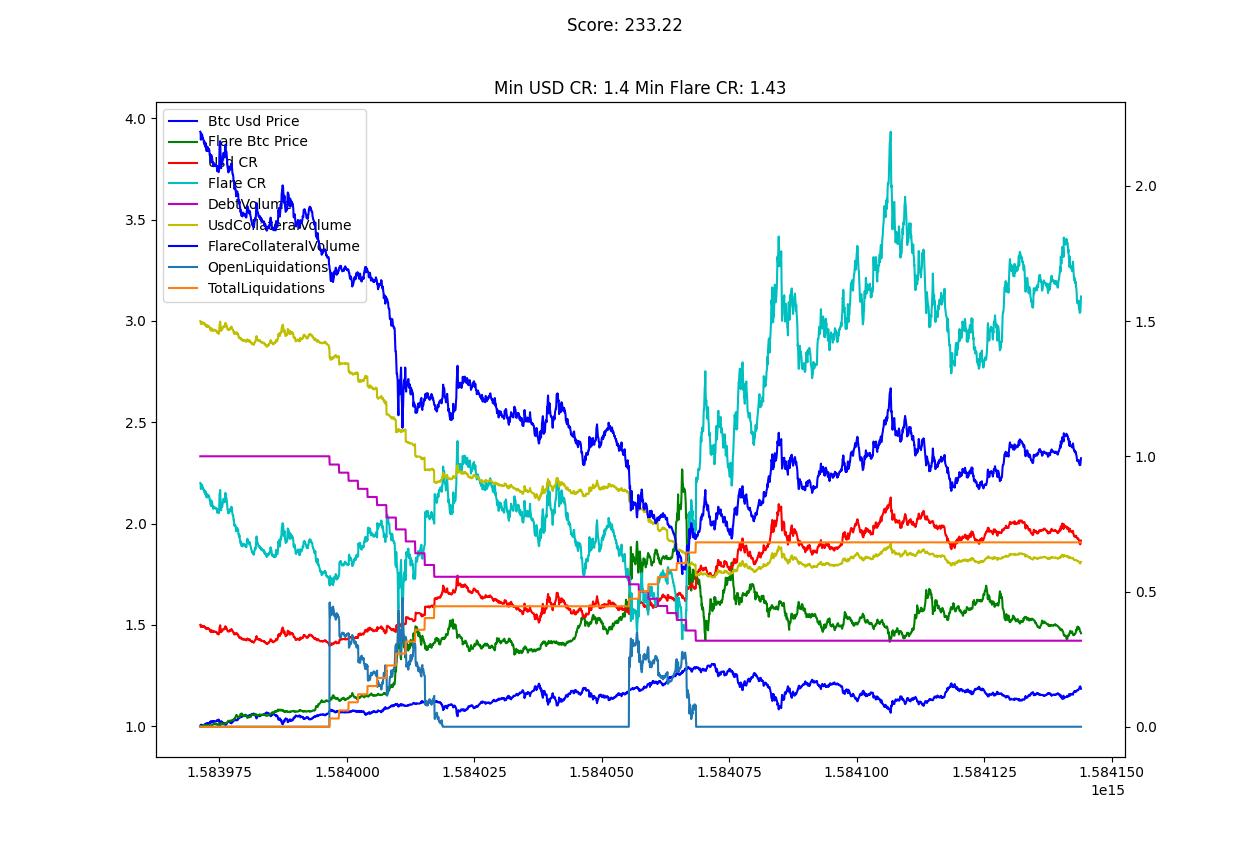 Score: 233.22
Min USD CR: 1.4 Min Flare CR: 1.43
Btc Usd Price
Flare Btc Price
Usd CR
Flare CR
DebtVolume
UsdCollateralVolume
FlareCollateralVolume
OpenLiquidations
TotalLiquidations
4.0
3.5
3.0
2.5
2.0
1.5
1.0
2.0
1.5
1.0
0.5
0.0
1.583975 1.584000 1.584025 1.584050 1.584075 1.584100 1.584125 1.584150
1e15